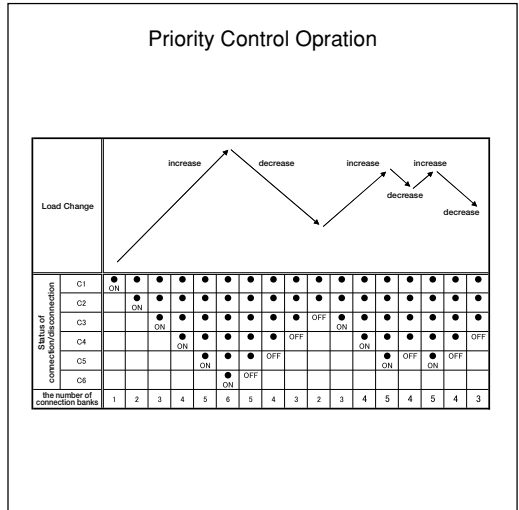 Priority Control Opration
increase
decrease
increase
increase
decrease
decrease
Load Change
Status of
connection/disconnection
C1
ON
C2
ON
C3
ON OFF ON
C4
ON OFF ON OFF
C5
ON OFF ON OFF ON OFF
C6
ON OFF
the number of
connection banks
1 2 3 4 5 6 5 4 3 2 3 4 5 4 5 4 3